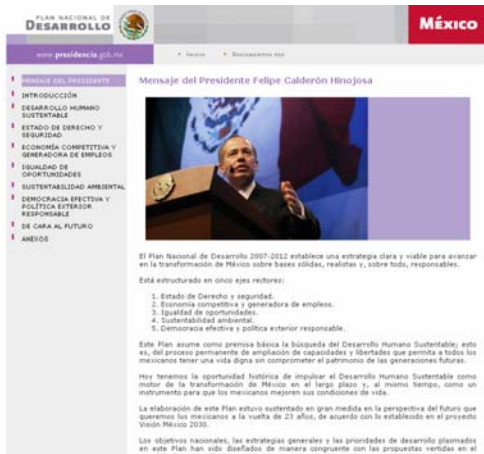 PLAN NACIONAL DE
DESARROLLO
MÉXICO
www.presidencia.gob.mx
Inicio
MENSAJE DEL PRESIDENTE
INTRODUCCIÓN
DESARROLLO HUMANO
SUSTENTABLE
ESTADO DE DERECHO Y
SEGURIDAD
ECONOMÍA COMPETITIVA Y
GENERADORA DE EMPLEOS
IGUALDAD DE
OPORTUNIDADES
SUSTENTABILIDAD AMBIENTAL
DEMOCRACIA EFECTIVA Y
POLÍTICA EXTERIOR
RESPONSABLE
DE CARA AL FUTURO
ANEXOS
Mensaje del Presidente Felipe Calderón Hinojosa
El Plan Nacional de Desarrollo 2007-2012 establece una estrategia clara y viable para avanzar
en la transformación de México sobre bases sólidas, realistas y, sobre todo, responsables.
Está estructurado en cinco ejes rectores:
1. Estado de Derecho y seguridad.
2. Economía competitiva y generadora de empleos.
3. Igualdad de oportunidades.
4. Sustentabilidad ambiental.
5. Democracia efectiva y política exterior responsable.
Este Plan asume como premisa básica la búsqueda del Desarrollo Humano Sustentable; esto
es, del proceso permanente de ampliación de capacidades y libertades que permita a todos los
mexicanos tener una vida digna sin comprometer el patrimonio de las generaciones futuras.
Hoy tenemos la oportunidad histórica de impulsar el Desarrollo Humano Sustentable como
motor de la transformación de México en el largo plazo y, al mismo tiempo, como un
instrumento para que los mexicanos mejoren sus condiciones de vida.
La elaboración de este Plan estuvo sustentado en gran medida en la perspectiva del futuro que
queremos los mexicanos a la vuelta de 23 años, de acuerdo con lo establecido en el proyecto
Visión México 2030.
Los objetivos nacionales, las estrategias generales y las prioridades de desarrollo plasmados
en este Plan han sido diseñados de manera congruente con las propuestas vertidas en el